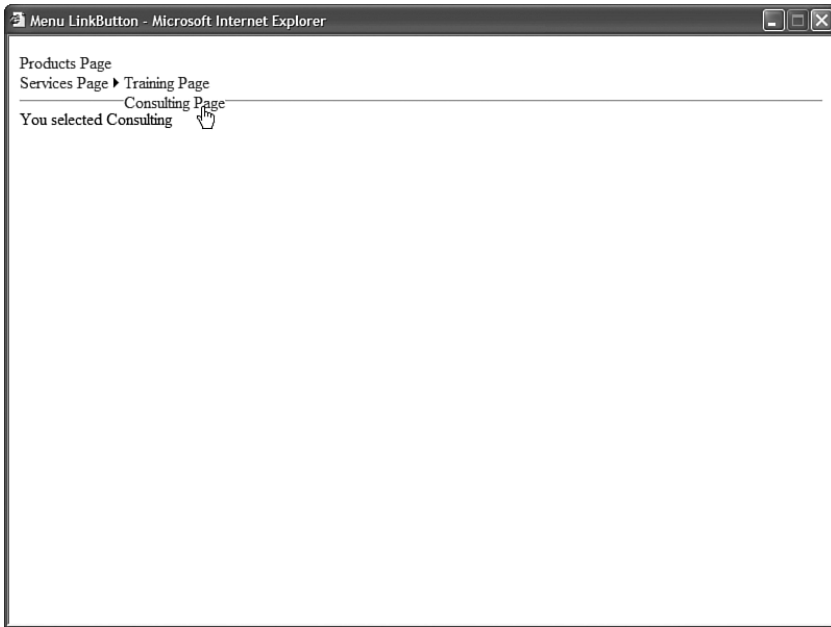 Menu LinkButton - Microsoft Internet Explorer
Products Page
Services Page Training Page
Consulting Page
You selected Consulting